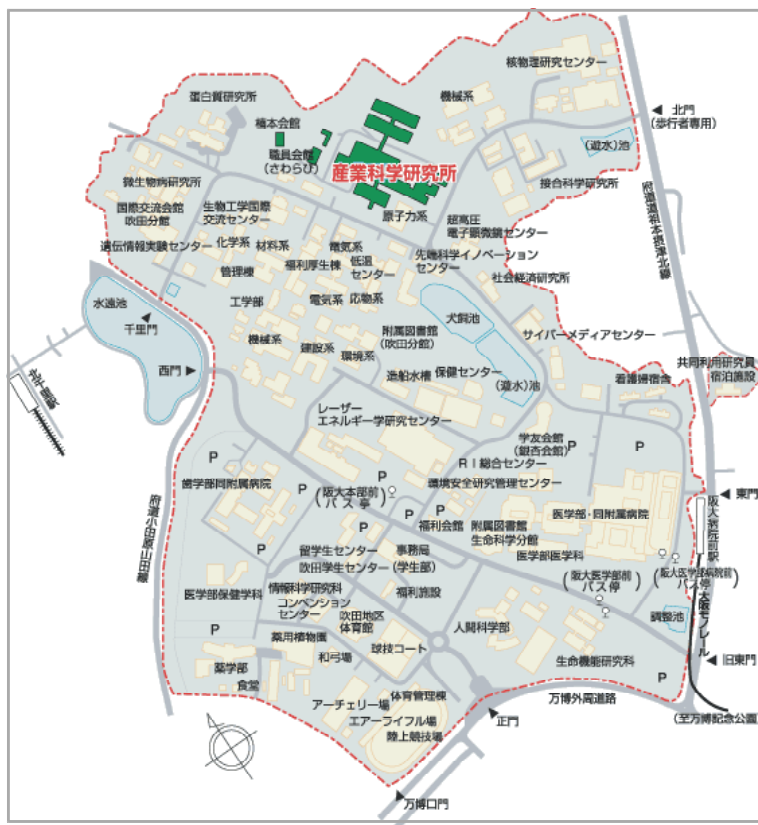 核物理研究センター
機械系
蛋白質研究所
北門
(歩行者専用)
楠本会館
職員会館
(さわらび)
(遊水)池
産業科学研究所
接合科学研究所
微生物病研究所
国際交流会館
吹田分館
生物工学国際
交流センター
原子力系
超高圧
電子顕微鏡センター
遺伝情報実験センター
化学系
材料系
電気系
福利厚生棟
低温
センター
先端科学イノベーション
センター
社会経済研究所
府道茨木摂津北線
管理棟
工学部
電気系
応物系
水遠池
千里門
犬飼池
機械系
建設系
環境系
附属図書館
(吹田分館)
サイバーメディアセンター
西門
造船水槽
保健センター
(遊水)池
看護婦宿舎
共同利用研究員
宿泊施設
レーザー
エネルギー学研究センター
学友会館
(銀杏会館)
P
P
P
P
RI総合センター
歯学部同附属病院
P
(阪大本部前)
バス亭
環境安全研究管理センター
東門
阪大病院前駅
府道小田原山田線
P
P
福利会館
附属図書館
生命科学分館
医学部・同附属病院
P
留学生センター
事務局
(学生部)
医学部医学科
吹田学生センター
(阪大医学部前)
バス停
(阪大医学部病院前)
バス停
大阪モノレール
医学部保健学科
情報科学研究科
コンベンション
センター
福利施設
吹田地区
体育館
調整池
P
薬用植物園
人間科学部
和弓場
球技コート
薬学部
生命機能研究科
旧東門
P
食堂
アーチェリー場
体育管理棟
エアーライフル場
陸上競技場
万博外周道路
正門
(至万博記念公園)
万博口門